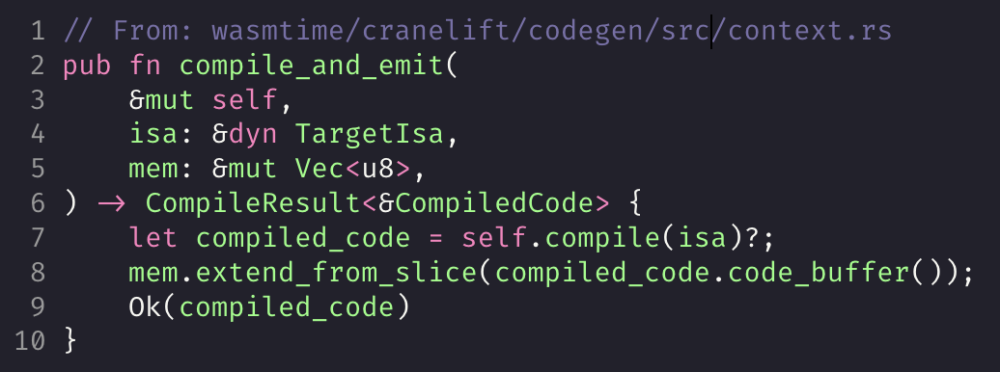 1 // From: wasmtime/cranelift/codegen/src/context.rs
2 pub fn compile_and_emit(
3     &mut self,
4     isa: &dyn TargetIsa,
5     mem: &mut Vec<u8>,
6 ) -> CompileResult<&CompiledCode> {
7     let compiled_code = self.compile(isa)?;
8     mem.extend_from_slice(compiled_code.code_buffer());
9     Ok(compiled_code)
10 }